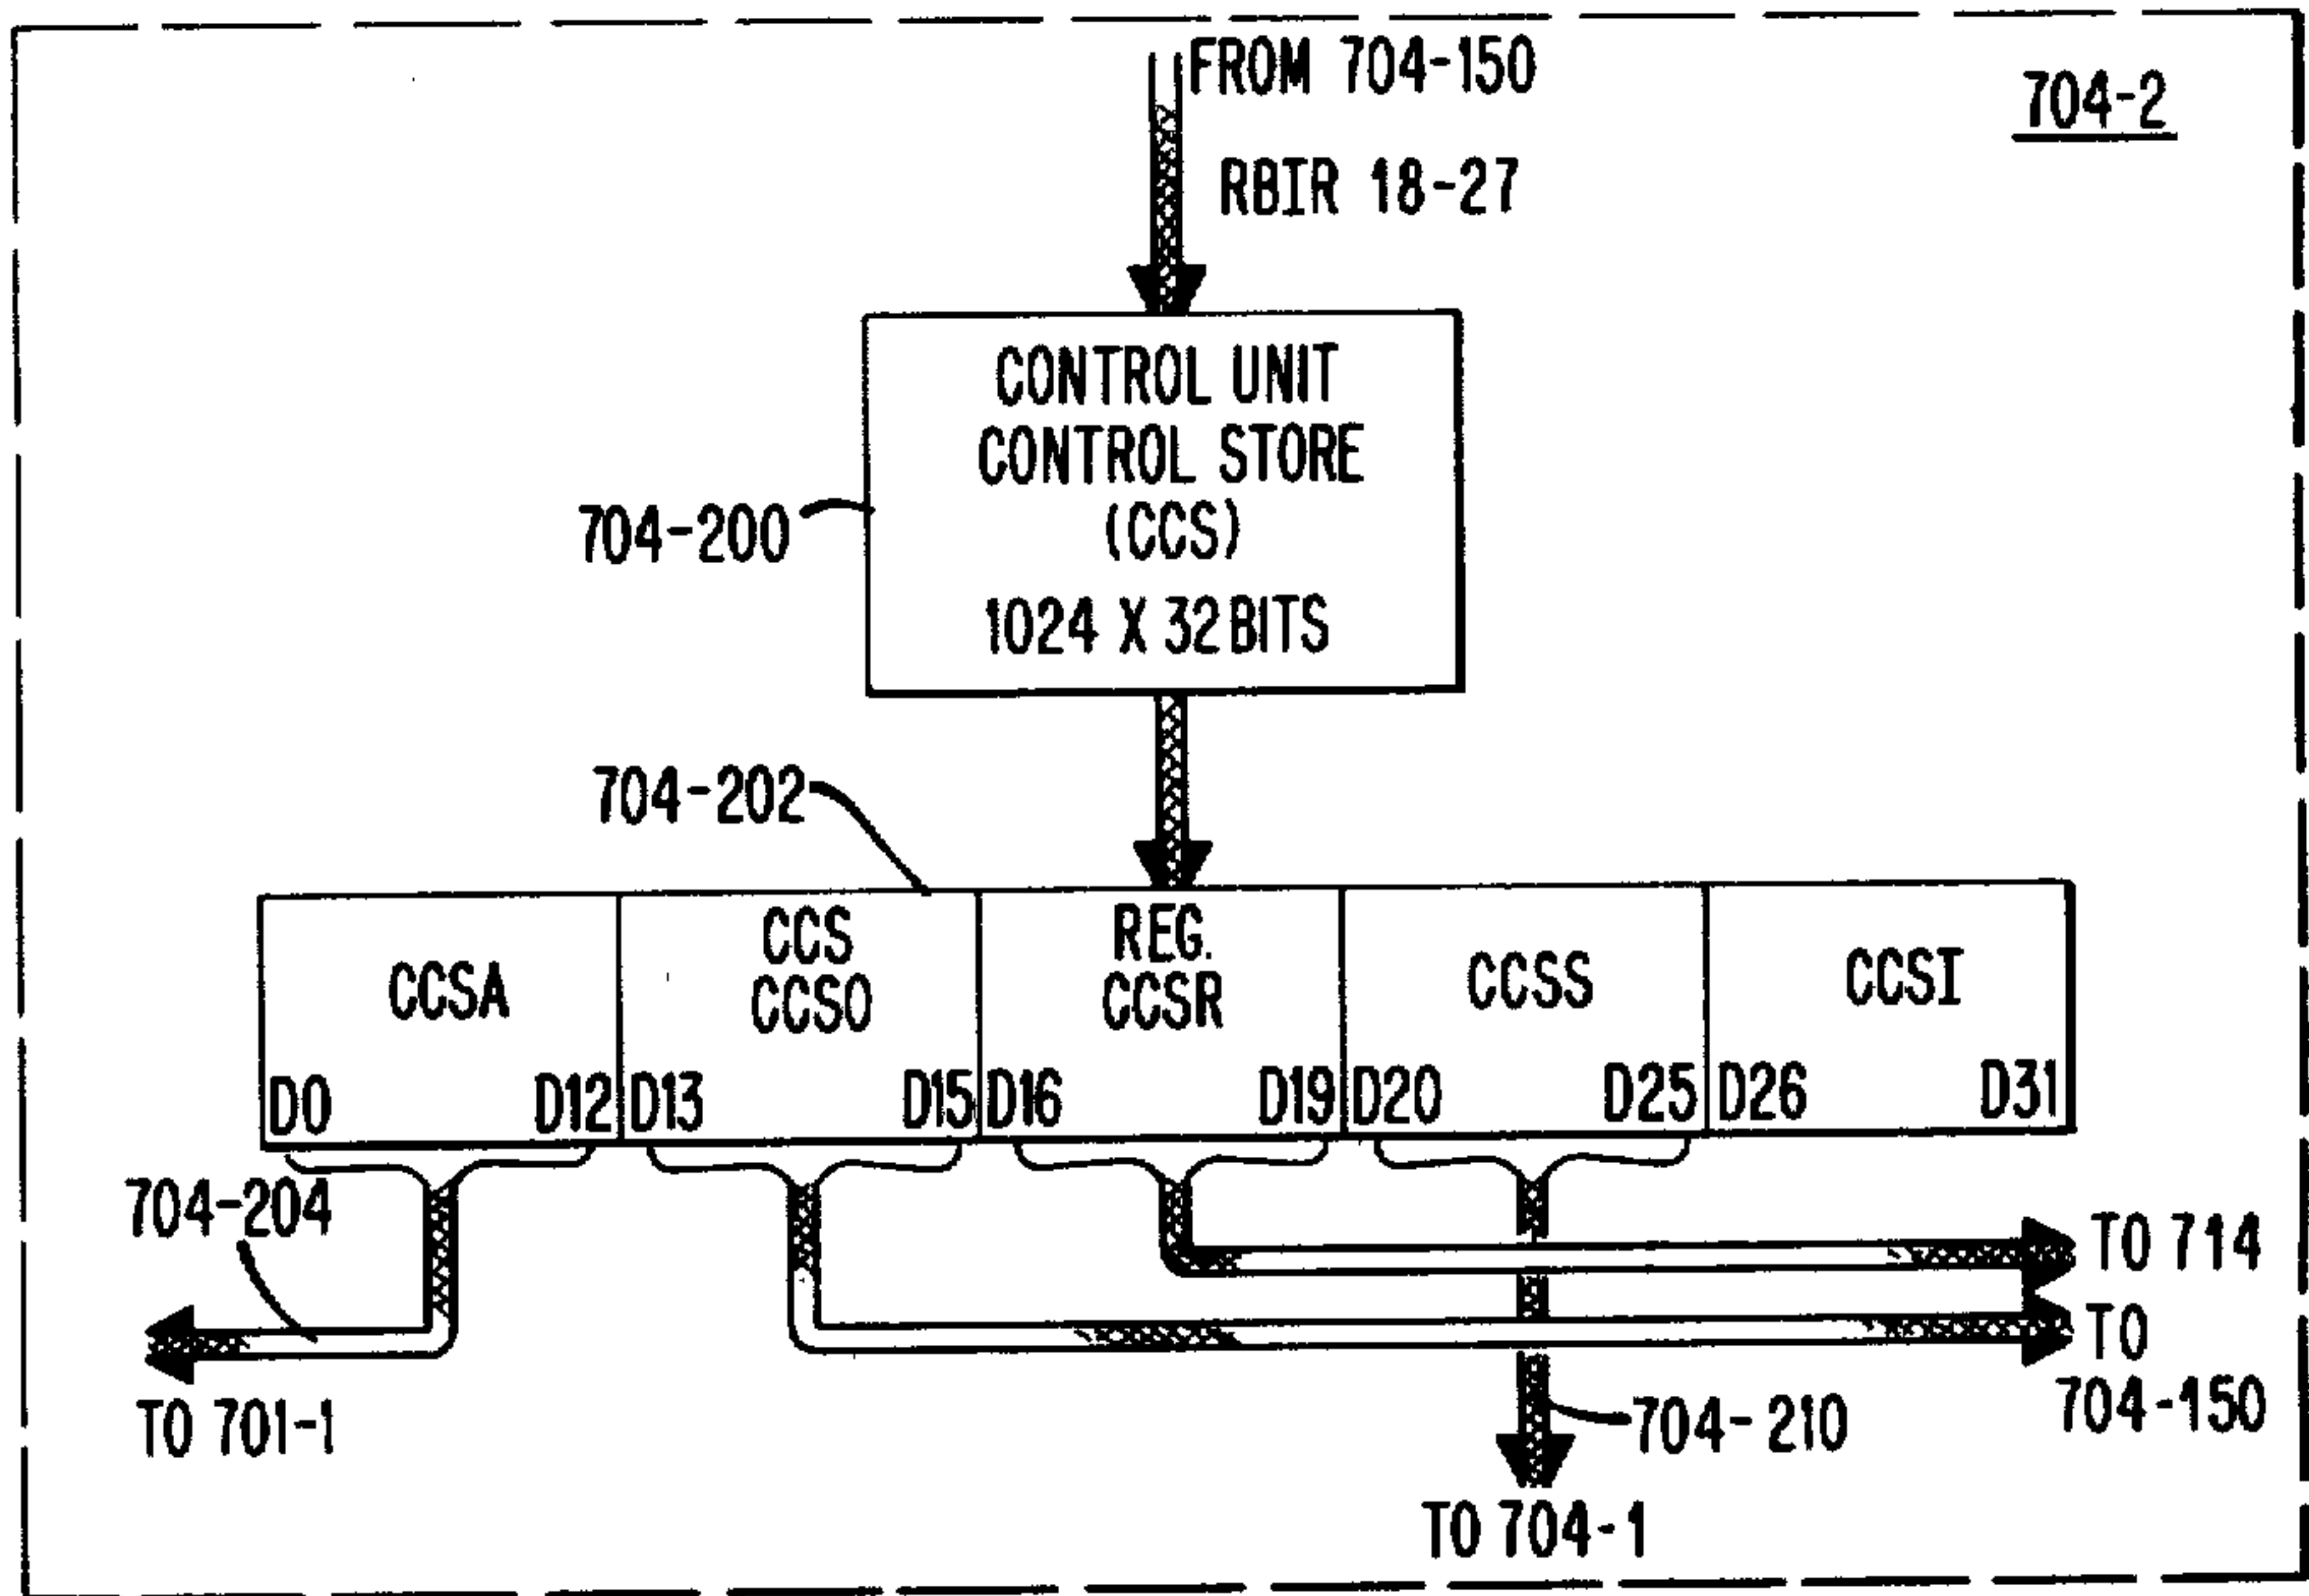 FROM 704-150
704-2
RBIR 18-27
CONTROL UNIT
CONTROL STORE
(CCS)
1024 X 32 BITS
704-200
704-202
CCSA
CCS
CCSO
REG.
CCSR
CCSS
CCSI
D0 D12 D13 D15 D16 D19 D20 D25 D26 D31
704-204
TO 714
TO
704-150
TO 701-1
704-210
TO 704-1